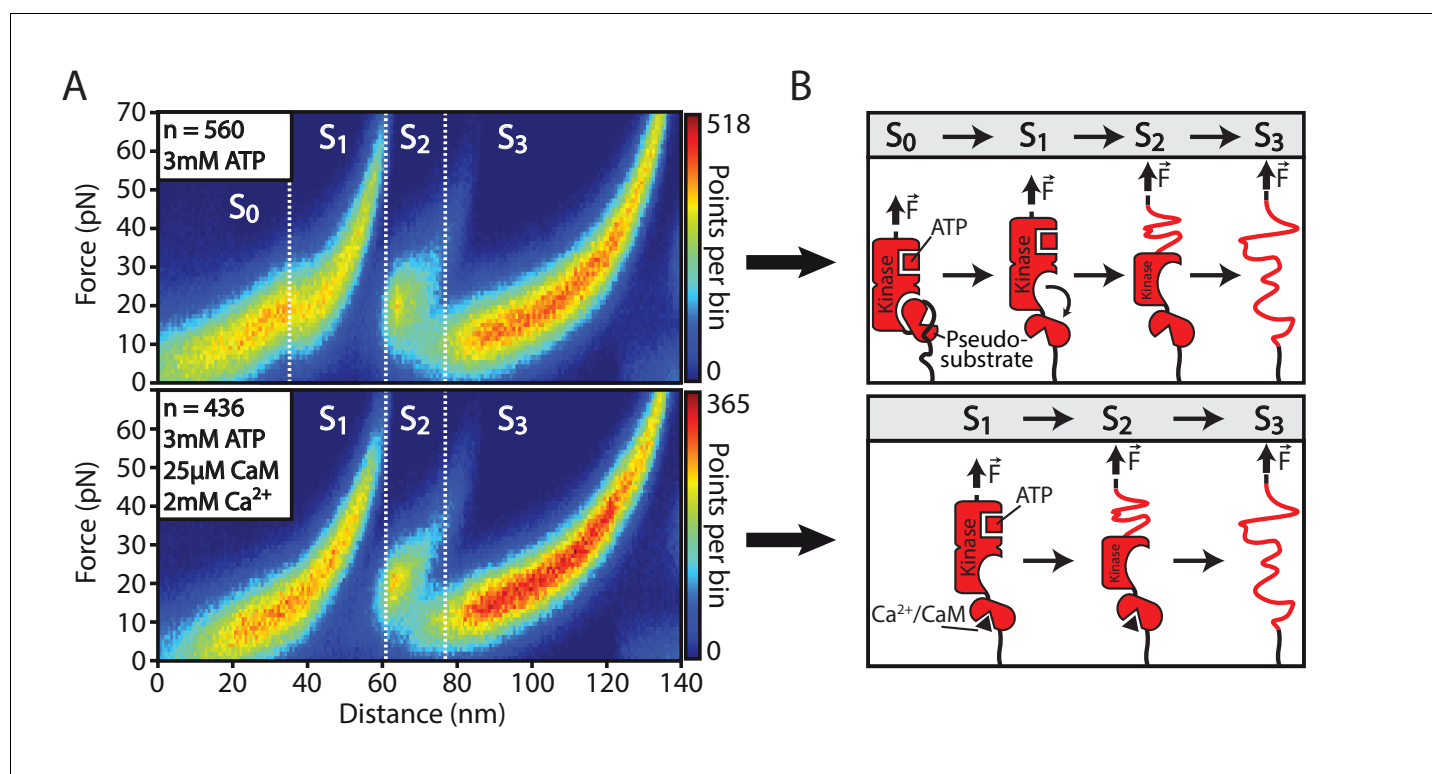 A
70
60
50
40
30
20
10
0
Force (pN)
n = 560
3mM ATP
S0
S1
S2
S3
518
Points per bin
0
60
50
40
30
20
10
0
Force (pN)
n = 436
3mM ATP
25µM CaM
2mM Ca²⁺
S1
S2
S3
365
Points per bin
0
0 20 40 60 80 100 120 140
Distance (nm)
B
S0 S1 S2 S3
F F F F
ATP
Kinase Kinase Kinase
Pseudo-
substrate
S1 S2 S3
F F F
ATP
Kinase Kinase
Ca²⁺/CaM